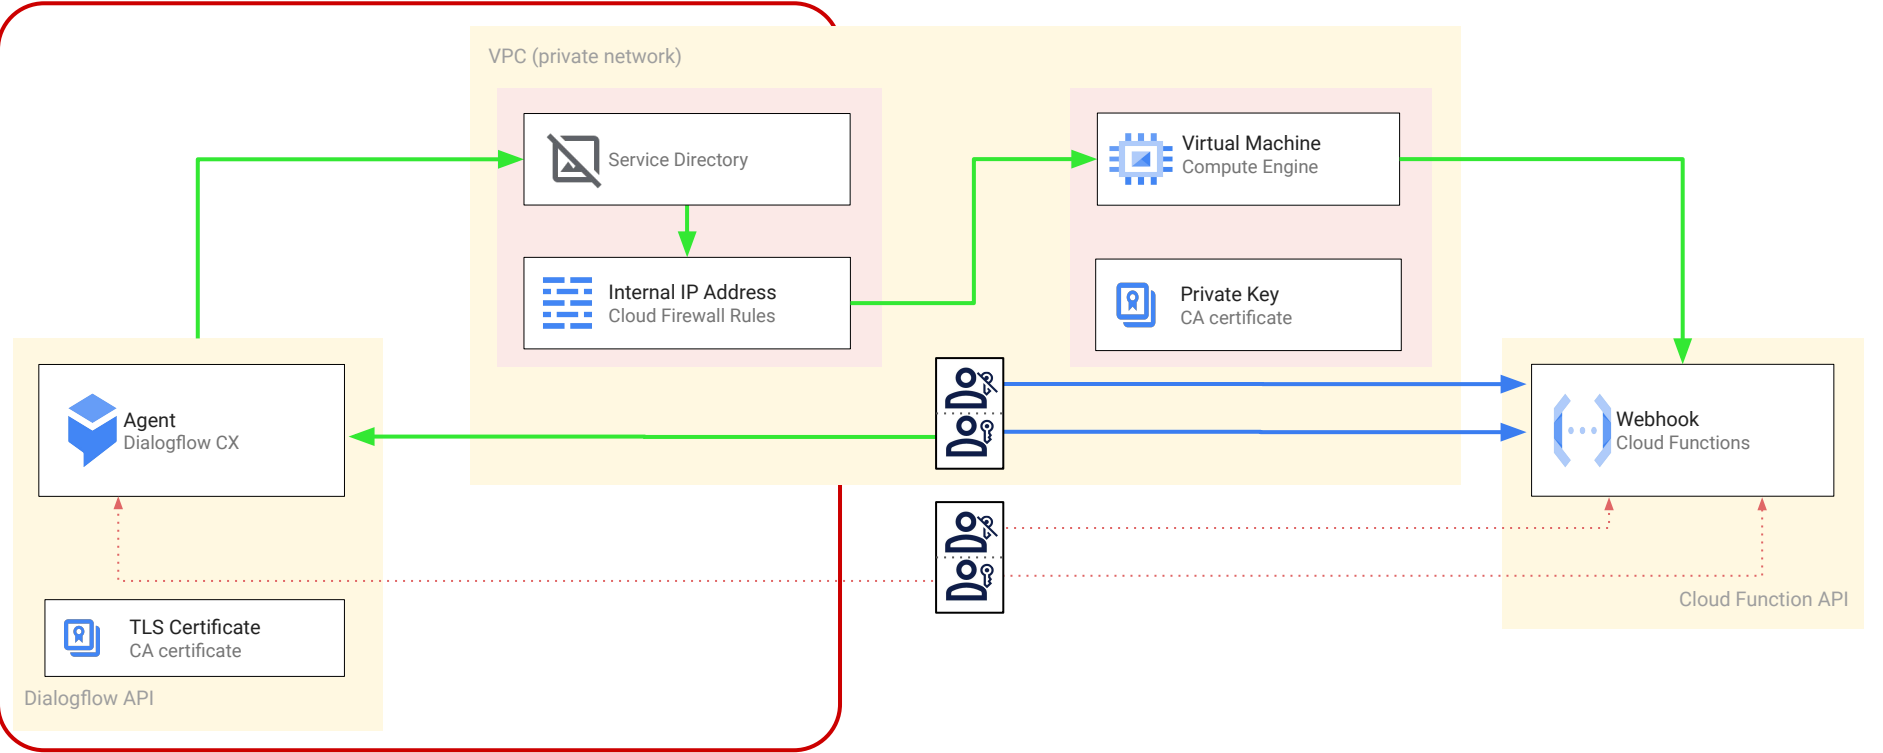 VPC (private network)
Service Directory
Virtual Machine
Compute Engine
Internal IP Address
Cloud Firewall Rules
Private Key
CA certificate
Agent
Dialogflow CX
Webhook
Cloud Functions
TLS Certificate
CA certificate
Cloud Function API
Dialogflow API